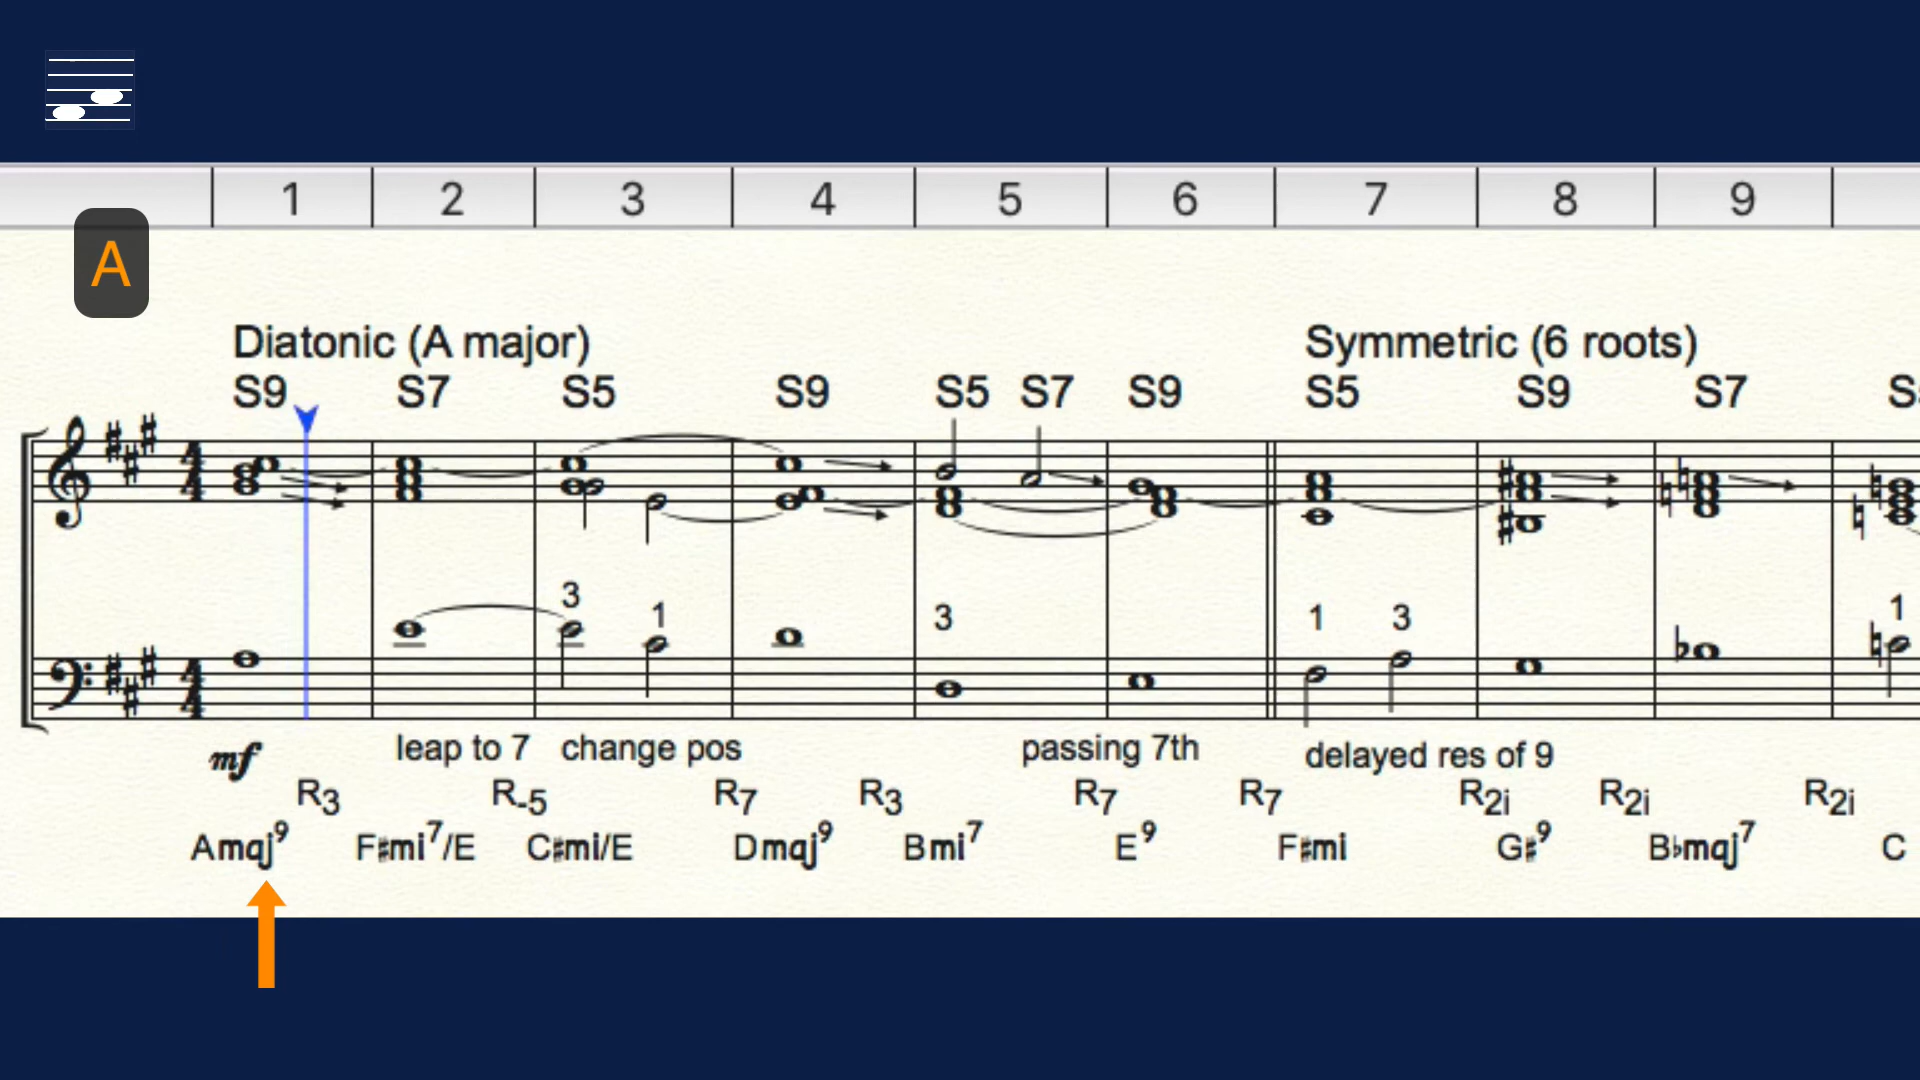 1 2 3 4 5 6 7 8 9
A
Diatonic (A major) Symmetric (6 roots)
S9 S7 S5 S9 S5 S7 S9 S5 S9 S7
3 1 3 1 3 1
mf leap to 7 change pos passing 7th delayed res of 9
R3 R-5 R7 R3 R7 R7 R2i R2i R2i
Amaj9 F♯mi7/E C♯mi/E Dmaj9 Bmi7 E9 F♯mi G♯9 B♭maj7 C